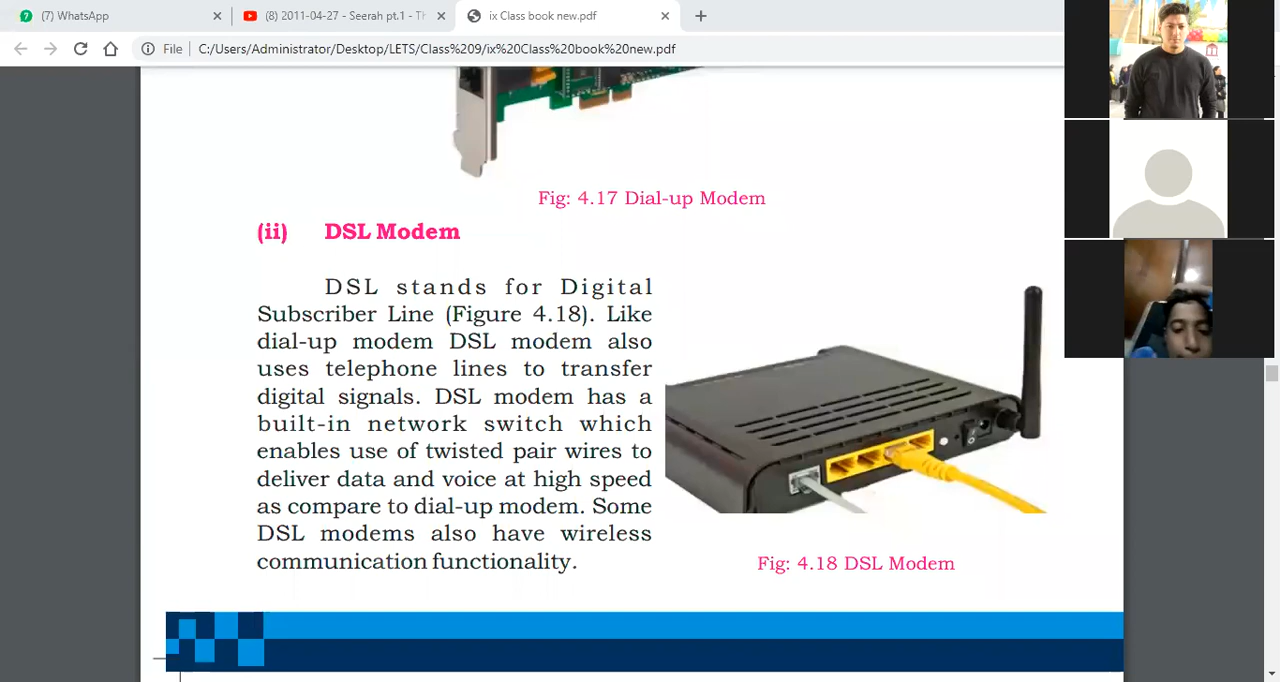 (7) WhatsApp
(8) 2011-04-27 - Seerah pt.1 - Th
ix Class book new.pdf
File
C:/Users/Administrator/Desktop/LETS/Class%209/ix%20Class%20book%20new.pdf
Fig: 4.17 Dial-up Modem
(ii) DSL Modem
DSL stands for Digital
Subscriber Line (Figure 4.18). Like
dial-up modem DSL modem also
uses telephone lines to transfer
digital signals. DSL modem has a
built-in network switch which
enables use of twisted pair wires to
deliver data and voice at high speed
as compare to dial-up modem. Some
DSL modems also have wireless
communication functionality.
Fig: 4.18 DSL Modem